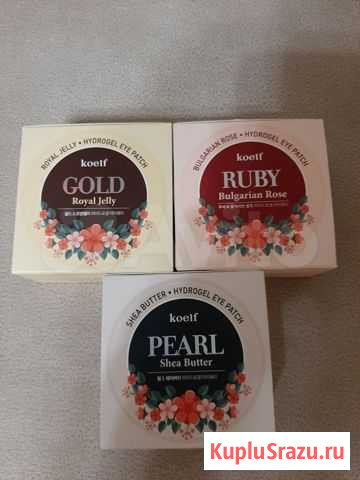 ROYAL JELLY • HYDROGEL EYE PATCH
koelf
GOLD
Royal Jelly
BULGARIAN ROSE • HYDROGEL EYE PATCH
koelf
RUBY
Bulgarian Rose
SHEA BUTTER • HYDROGEL EYE PATCH
koelf
PEARL
Shea Butter
KupluSrazu.ru